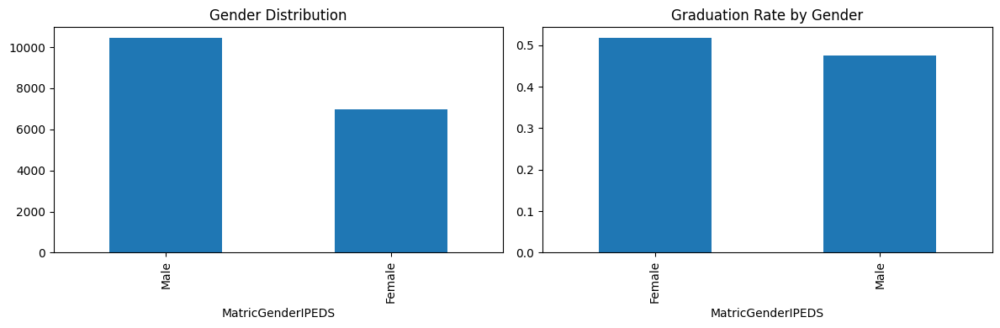 Gender Distribution
10000
8000
6000
4000
2000
0
Male
Female
MatricGenderIPEDS
Graduation Rate by Gender
0.5
0.4
0.3
0.2
0.1
0.0
Female
Male
MatricGenderIPEDS